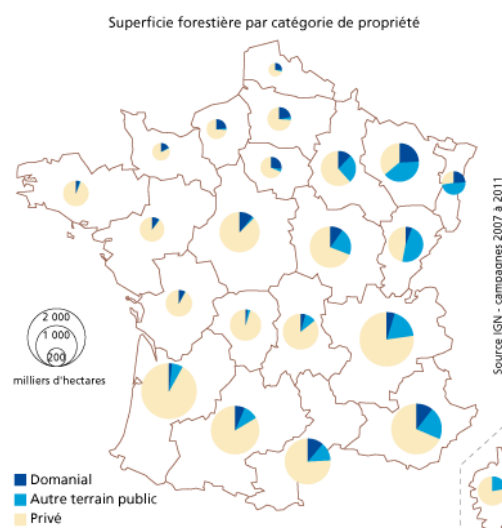 Superficie forestière par catégorie de propriété
2 000
1 000
200
milliers d'hectares
Domanial
Autre terrain public
Privé
Source IGN - campagnes 2007 à 2011